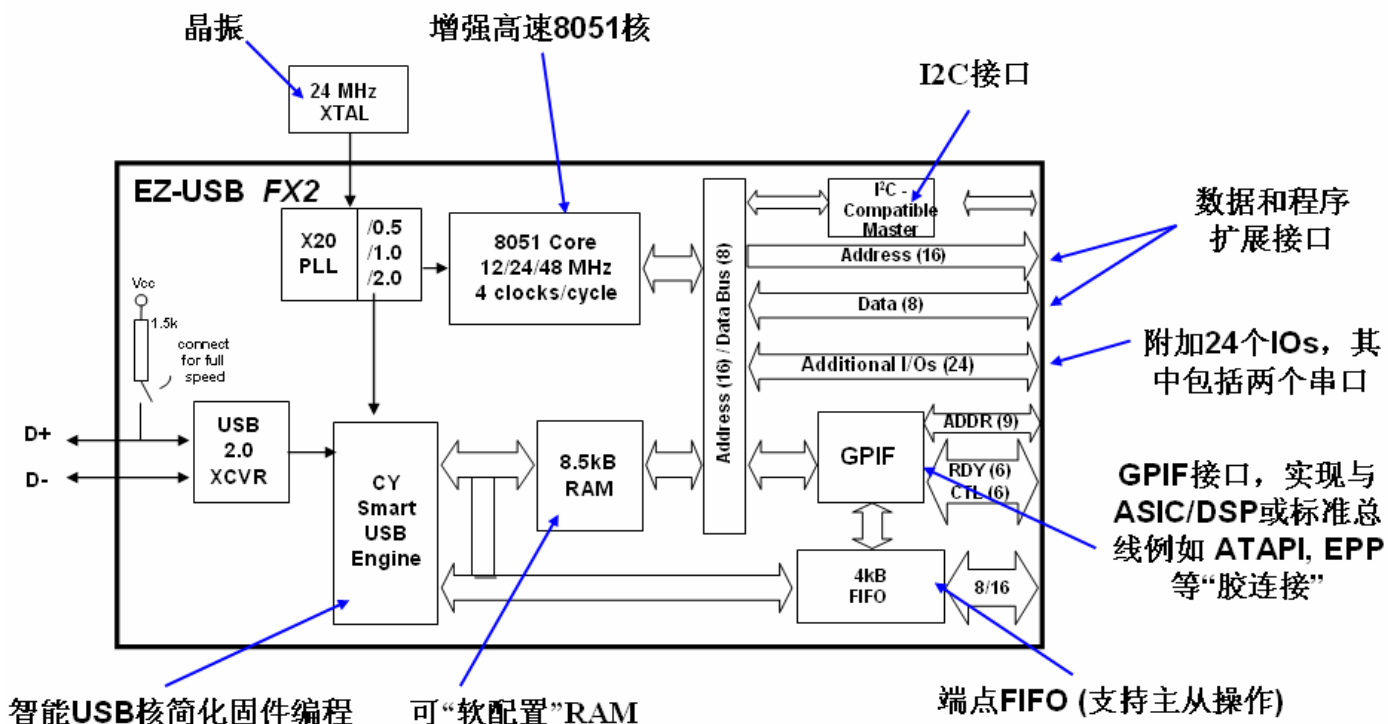 晶振
增强高速8051核
I2C接口
24 MHz
XTAL
EZ-USB FX2
X20
PLL
/0.5
/1.0
/2.0
8051 Core
12/24/48 MHz
4 clocks/cycle
Address (16) / Data Bus (8)
I²C -
Compatible
Master
Address (16)
Data (8)
Additional I/Os (24)
数据和程序
扩展接口
附加24个IOs，其
中包括两个串口
Vcc
1.5k
connect
for full
speed
D+
D-
USB
2.0
XCVR
CY
Smart
USB
Engine
8.5kB
RAM
GPIF
ADDR (9)
RDY (6)
CTL (6)
4kB
FIFO
8/16
GPIF接口，实现与
ASIC/DSP或标准总
线例如 ATAPI, EPP
等“胶连接”
智能USB核简化固件编程
可“软配置”RAM
端点FIFO (支持主从操作)